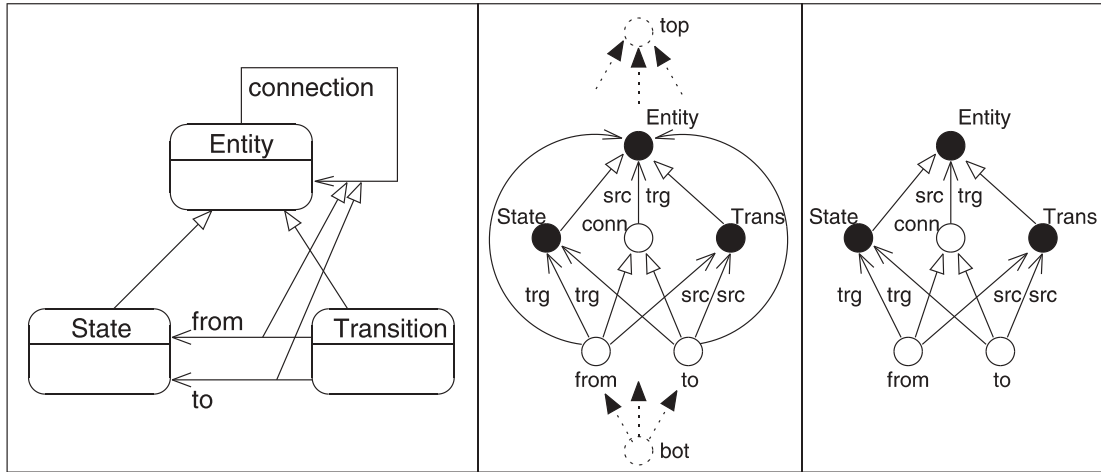 connection
Entity
State
from
Transition
to
top
Entity
src trg
State
conn
Trans
trg trg src src
from to
bot
Entity
src trg
State
conn
Trans
trg trg src src
from to